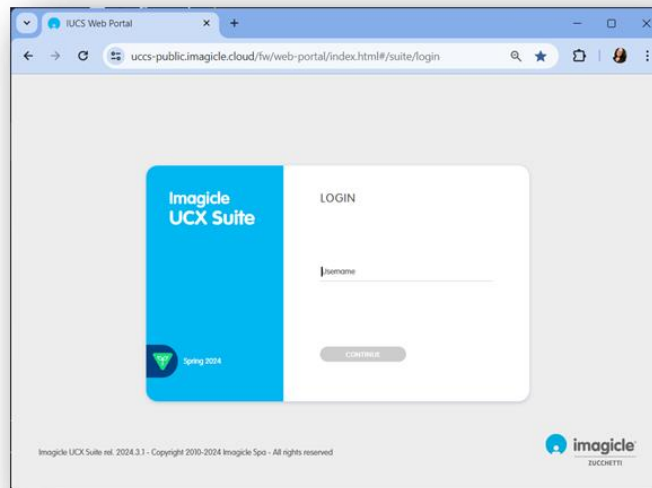 IUCS Web Portal
uccs-public.imagicle.cloud/fw/web-portal/index.html#/suite/login
Imagicle
UCX Suite
LOGIN
Username
CONTINUE
Spring 2024
Imagicle UCX Suite rel. 2024.3.1 - Copyright 2010-2024 Imagicle Spa - All rights reserved
imagicle
ZUCCHETTI